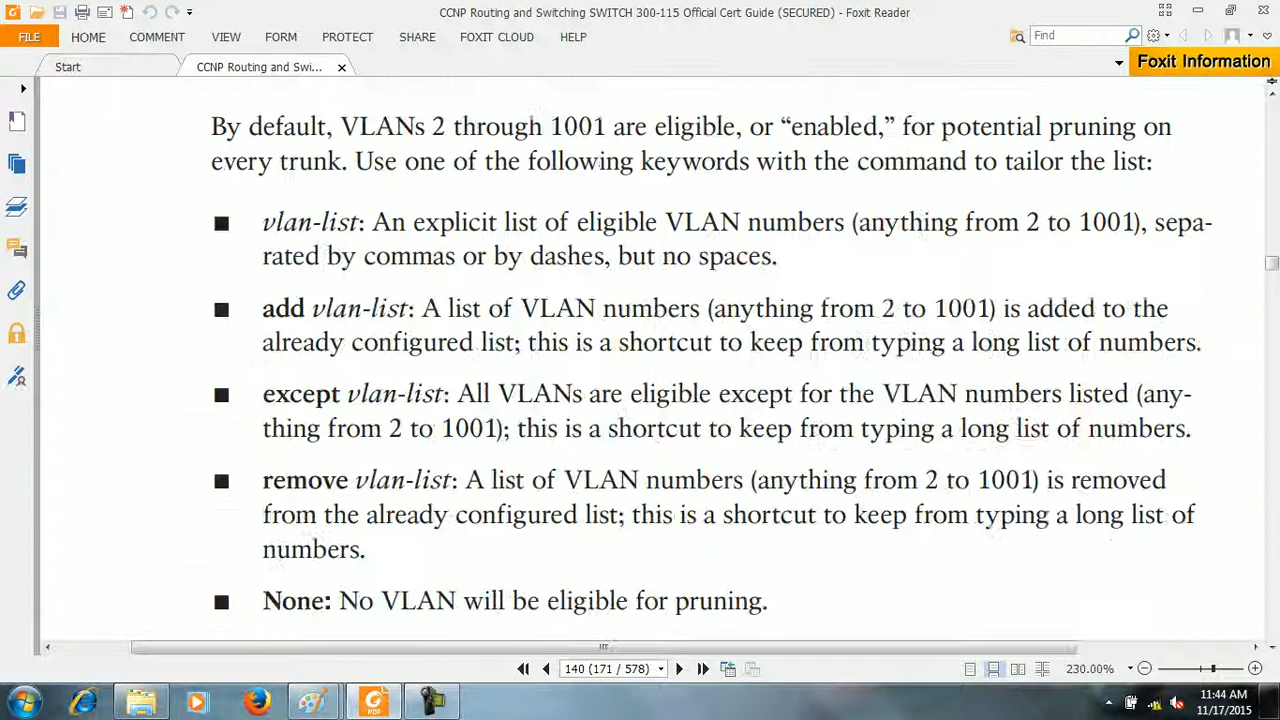 CCNP Routing and Switching SWITCH 300-115 Official Cert Guide (SECURED) - Foxit Reader
FILE HOME COMMENT VIEW FORM PROTECT SHARE FOXIT CLOUD HELP Find
Start CCNP Routing and Swi... Foxit Information
By default, VLANs 2 through 1001 are eligible, or “enabled,” for potential pruning on
every trunk. Use one of the following keywords with the command to tailor the list:
■ vlan-list: An explicit list of eligible VLAN numbers (anything from 2 to 1001), sepa-
rated by commas or by dashes, but no spaces.
■ add vlan-list: A list of VLAN numbers (anything from 2 to 1001) is added to the
already configured list; this is a shortcut to keep from typing a long list of numbers.
■ except vlan-list: All VLANs are eligible except for the VLAN numbers listed (any-
thing from 2 to 1001); this is a shortcut to keep from typing a long list of numbers.
■ remove vlan-list: A list of VLAN numbers (anything from 2 to 1001) is removed
from the already configured list; this is a shortcut to keep from typing a long list of
numbers.
■ None: No VLAN will be eligible for pruning.
140 (171 / 578) 230.00%
PDF
11:44 AM
11/17/2015